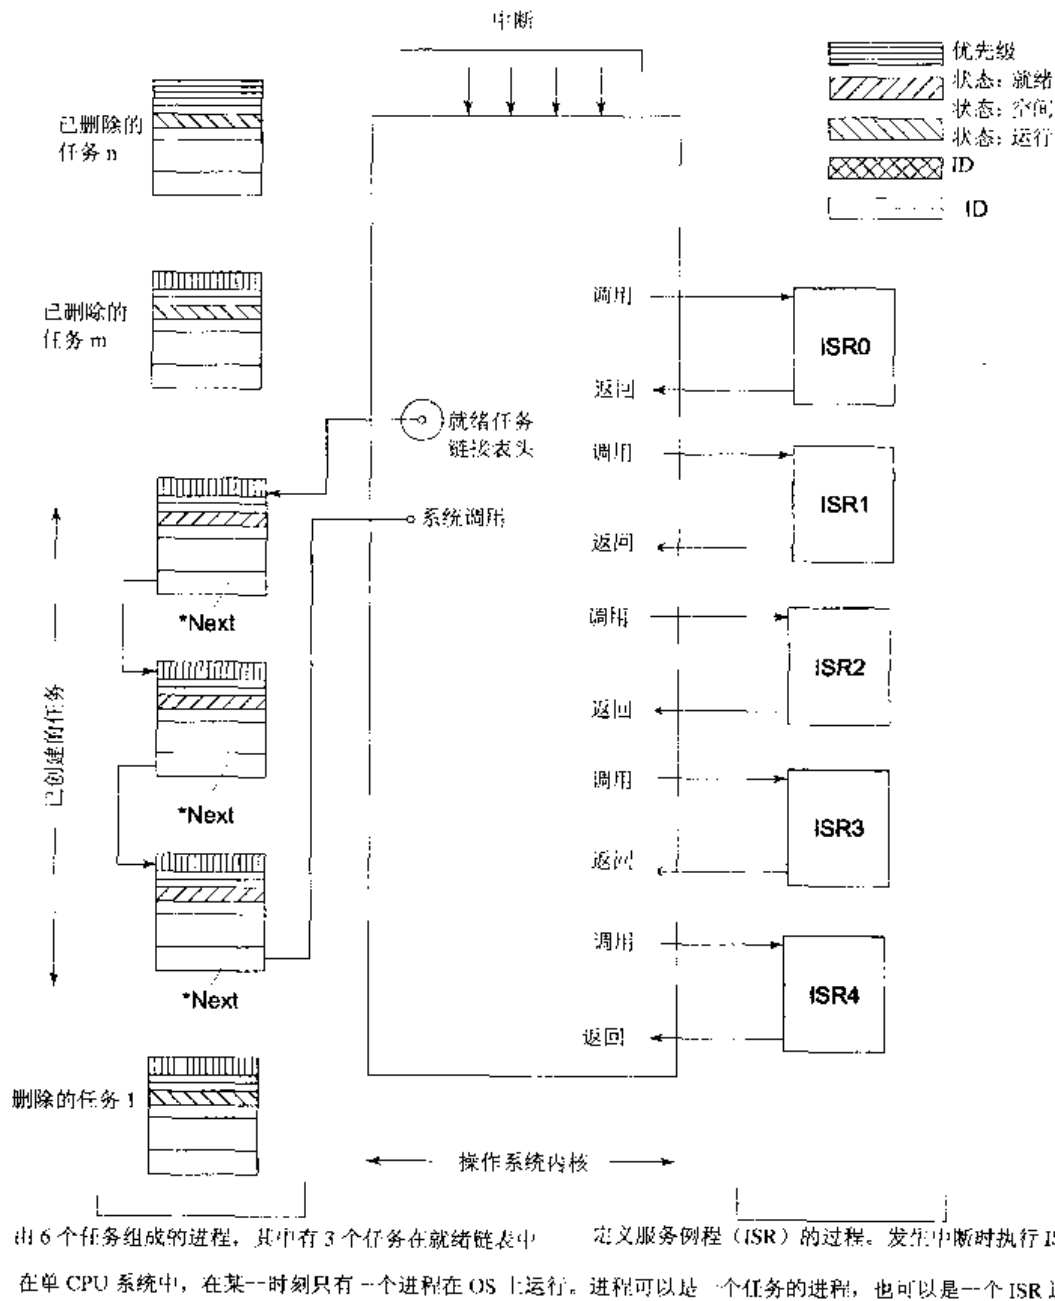 中断
优先级
状态：就绪
状态：空间
状态：运行
ID
ID
已删除的
任务 n
已删除的
任务 m
调用
ISR0
返回
就绪任务
链接表头
调用
ISR1
返回
系统调用
*Next
调用
ISR2
返回
已创建的任务
*Next
调用
ISR3
返回
*Next
调用
ISR4
返回
删除的任务 1
操作系统内核
由 6 个任务组成的进程，其中有 3 个任务在就绪链表中
定义服务例程（ISR）的过程。发生中断时执行 IS
在单 CPU 系统中，在某一时刻只有一个进程在 OS 上运行。进程可以是一个任务的进程，也可以是一个 ISR